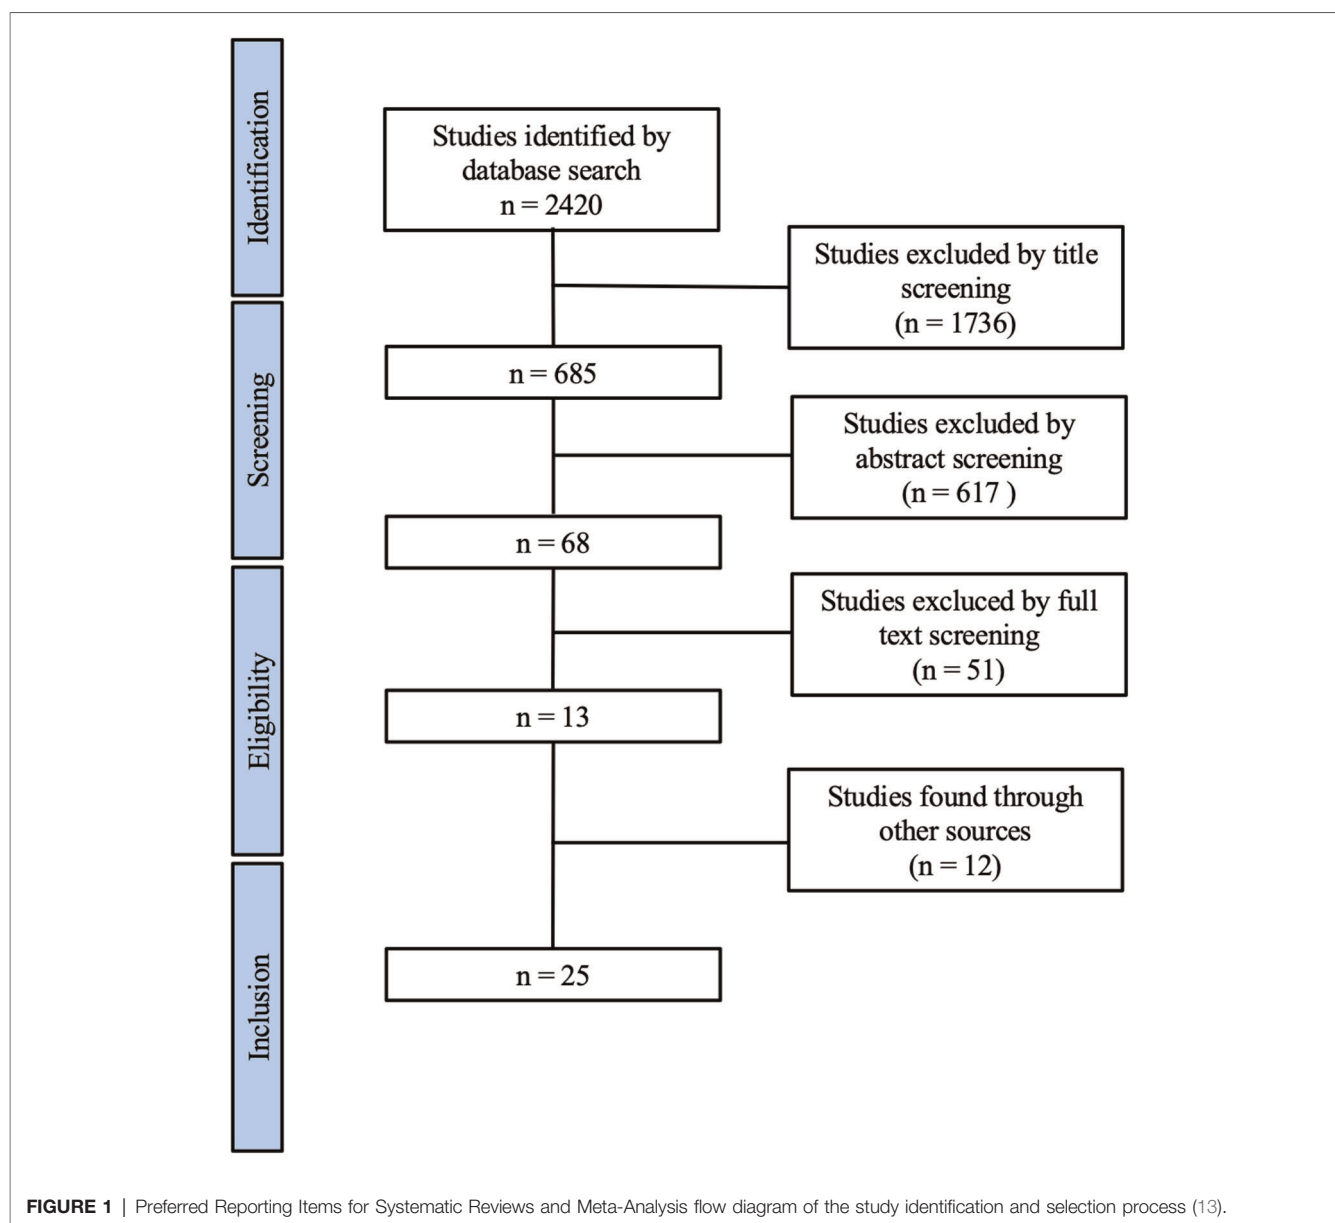 Identification
Studies identified by
database search
n = 2420
Studies excluded by title
screening
(n = 1736)
Screening
n = 685
Studies excluded by
abstract screening
(n = 617 )
n = 68
Eligibility
Studies excluced by full
text screening
(n = 51)
n = 13
Studies found through
other sources
(n = 12)
Inclusion
n = 25
FIGURE 1 | Preferred Reporting Items for Systematic Reviews and Meta-Analysis flow diagram of the study identification and selection process (13).